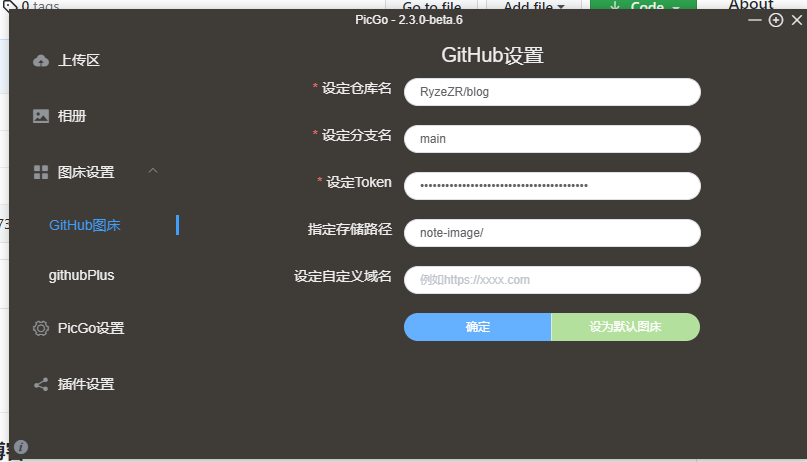 0 tags
Go to file
Add file
Code
About
PicGo - 2.3.0-beta.6
上传区
相册
图床设置
GitHub图床
githubPlus
PicGo设置
插件设置
GitHub设置
* 设定仓库名
RyzeZR/blog
* 设定分支名
main
* 设定Token
••••••••••••••••••••••••••••••••••••••••
指定存储路径
note-image/
设定自定义域名
例如https://xxxx.com
确定
设为默认图床
73